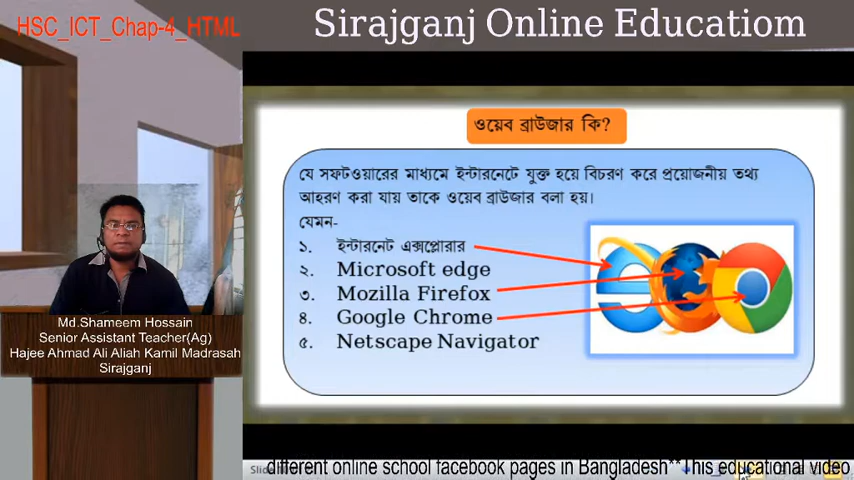 HSC_ICT_Chap-4_HTML
Sirajganj Online Educatiom
ওয়েব ব্রাউজার কি?
যে সফটওয়ারের মাধ্যমে ইন্টারনেটে যুক্ত হয়ে বিচরণ করে প্রয়োজনীয় তথ্য
আহরণ করা যায় তাকে ওয়েব ব্রাউজার বলা হয়।
যেমন-
১. ইন্টারনেট এক্সপ্লোরার
২. Microsoft edge
৩. Mozilla Firefox
৪. Google Chrome
৫. Netscape Navigator
Md.Shameem Hossain
Senior Assistant Teacher(Ag)
Hajee Ahmad Ali Aliah Kamil Madrasah
Sirajganj
different online school facebook pages in Bangladesh**This educational video